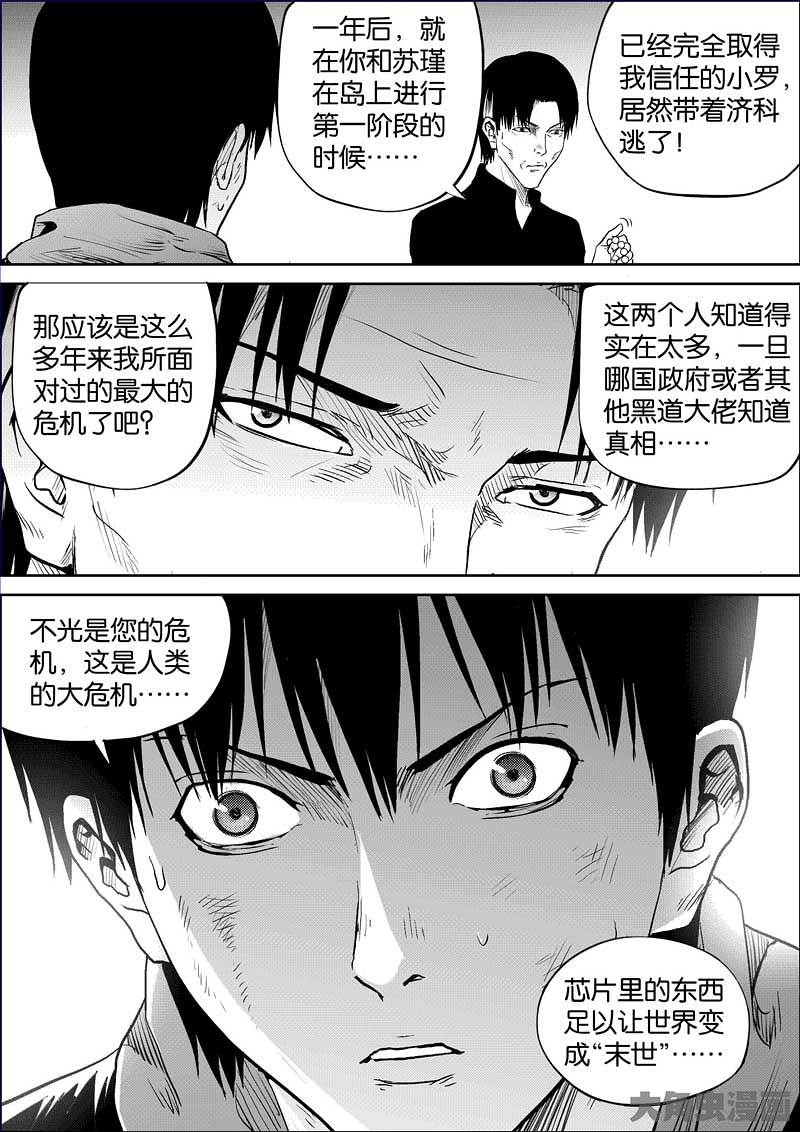 一年后，就
在你和苏瑾
在岛上进行
第一阶段的
时候……
已经完全取得
我信任的小罗，
居然带着济科
逃了！
那应该是这么
多年来我所面
对过的最大的
危机了吧？
这两个人知道得
实在太多，一旦
哪国政府或者其
他黑道大佬知道
真相……
不光是您的危
机，这是人类
的大危机……
芯片里的东西
足以让世界变
成“末世”……
大角虫漫画